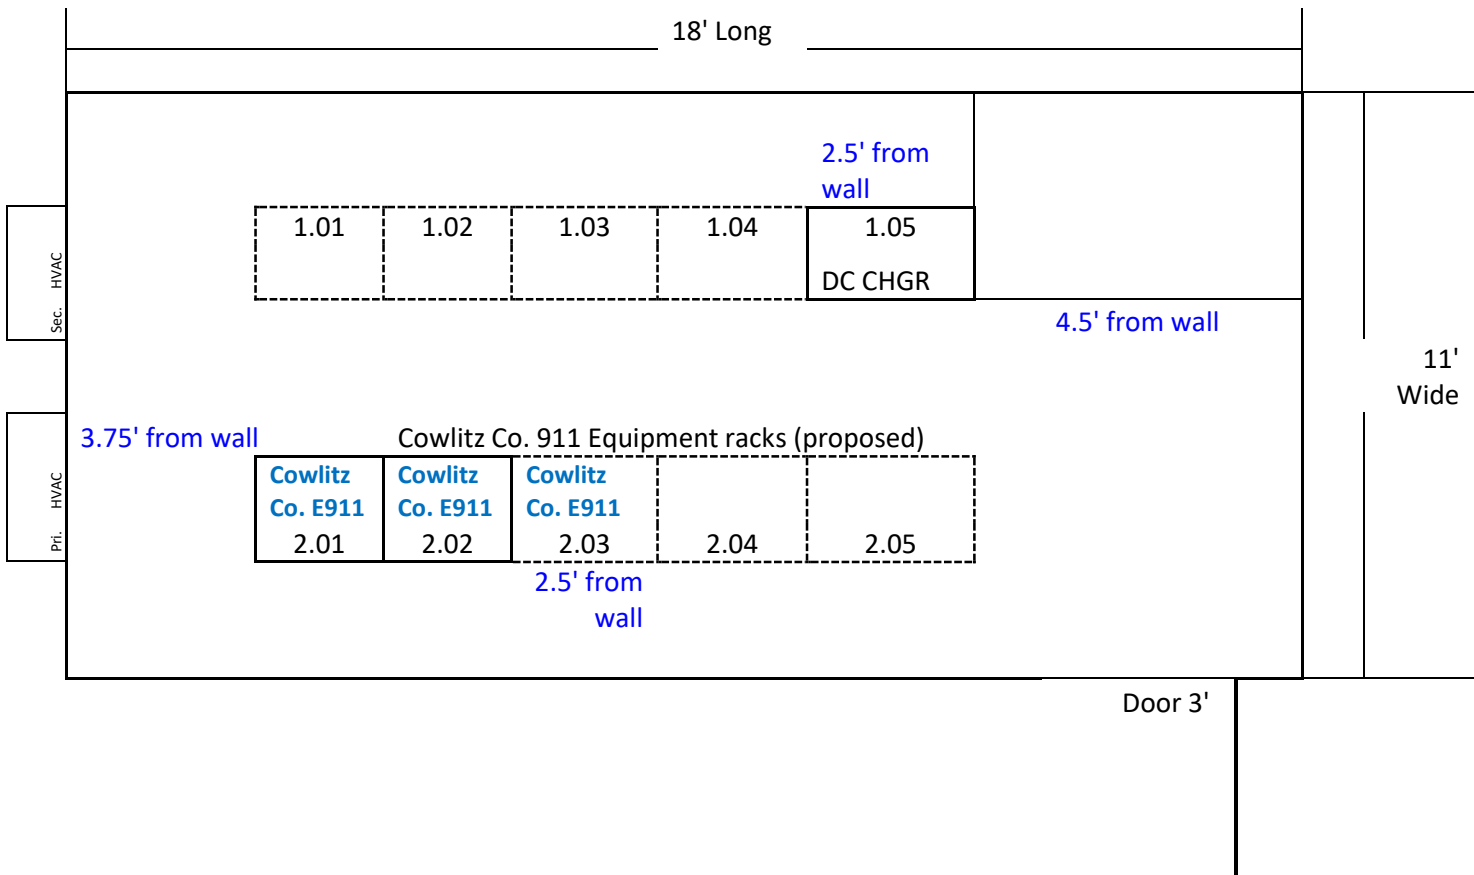 18' Long
2.5' from
wall
1.01 1.02 1.03 1.04 1.05
DC CHGR
Sec. HVAC
4.5' from wall
11'
Wide
3.75' from wall Cowlitz Co. 911 Equipment racks (proposed)
Cowlitz Cowlitz Cowlitz
Co. E911 Co. E911 Co. E911
2.01 2.02 2.03 2.04 2.05
Pri. HVAC
2.5' from
wall
Door 3'